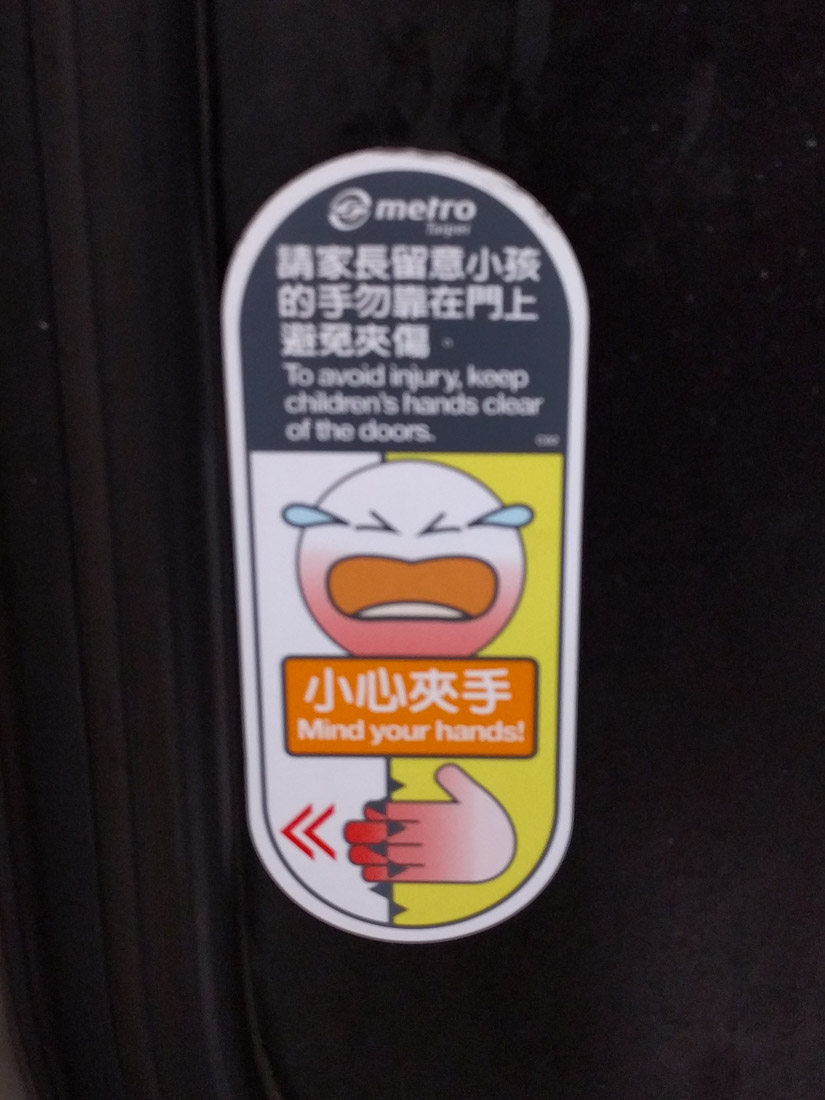 metro
Taipei
請家長留意小孩
的手勿靠在門上
避免夾傷。
To avoid injury, keep
children's hands clear
of the doors.
小心夾手
Mind your hands!